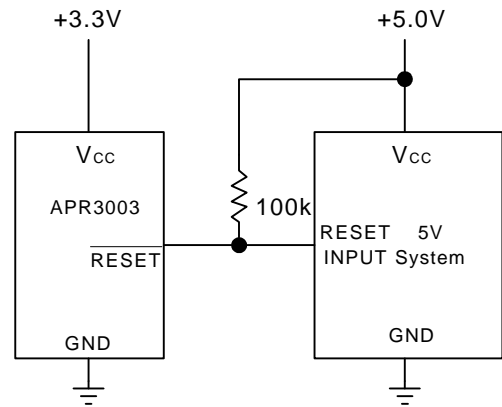 +3.3V
+5.0V
VCC
VCC
APR3003
100k
RESET 5V
RESET
INPUT System
GND
GND